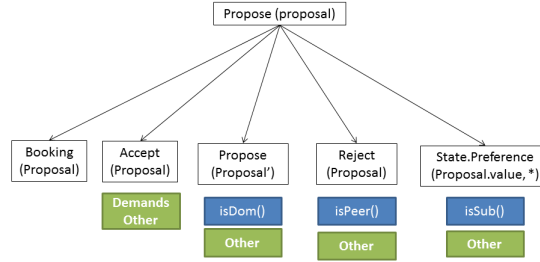 Propose (proposal)
Booking
(Proposal)
Accept
(Proposal)
Propose
(Proposal’)
Reject
(Proposal)
State.Preference
(Proposal.value, *)
Demands
Other
isDom()
Other
isPeer()
Other
isSub()
Other